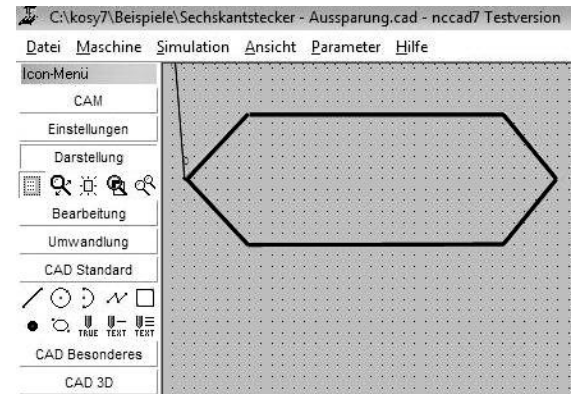 C:\kosy7\Beispiele\Sechskantstecker - Aussparung.cad - nccad7 Testversion
Datei Maschine Simulation Ansicht Parameter Hilfe
Icon-Menü
CAM
Einstellungen
Darstellung
Bearbeitung
Umwandlung
CAD Standard
TRUE TEXT TEXT
CAD Besonderes
CAD 3D